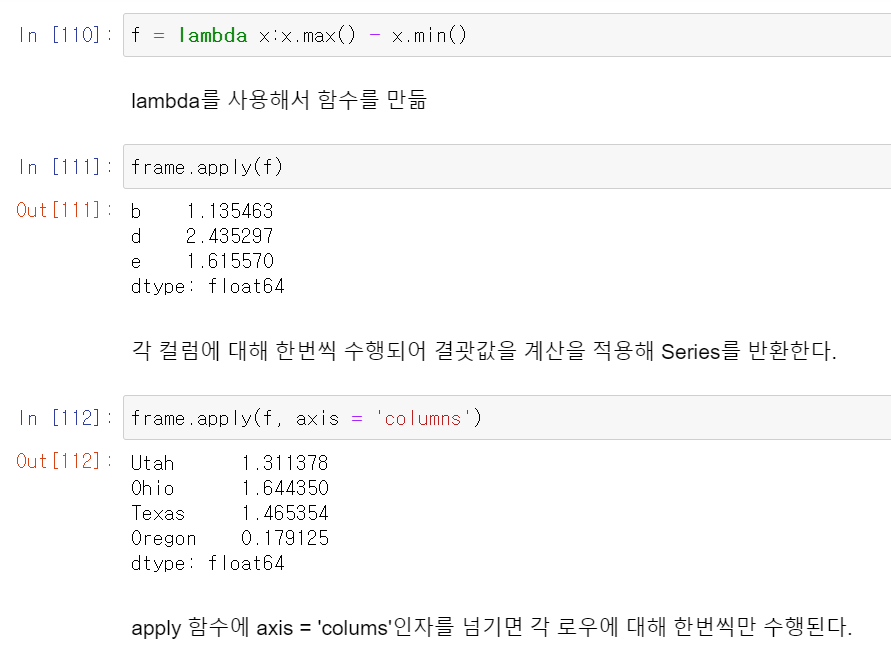 In [110]: f = lambda x:x.max() - x.min()
lambda를 사용해서 함수를 만듦
In [111]: frame.apply(f)
Out[111]: b    1.135463
d    2.435297
e    1.615570
dtype: float64
각 컬럼에 대해 한번씩 수행되어 결괏값을 계산을 적용해 Series를 반환한다.
In [112]: frame.apply(f, axis = 'columns')
Out[112]: Utah      1.311378
Ohio      1.644350
Texas     1.465354
Oregon    0.179125
dtype: float64
apply 함수에 axis = 'colums'인자를 넘기면 각 로우에 대해 한번씩만 수행된다.